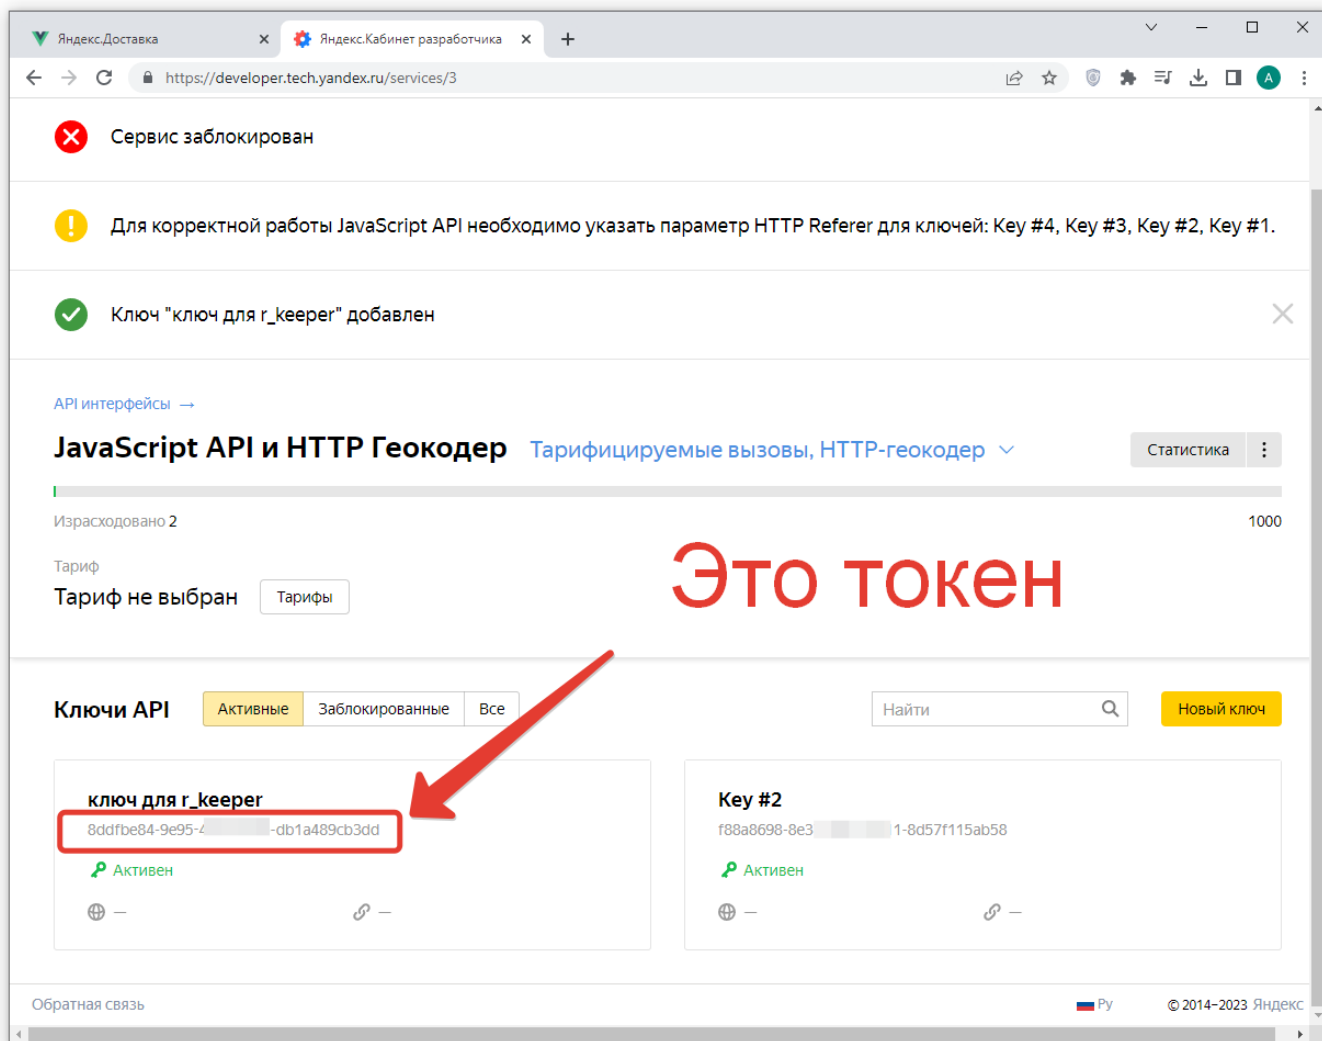 Яндекс.Доставка
Яндекс.Кабинет разработчика
https://developer.tech.yandex.ru/services/3
A
Сервис заблокирован
Для корректной работы JavaScript API необходимо указать параметр HTTP Referer для ключей: Key #4, Key #3, Key #2, Key #1.
Ключ "ключ для r_keeper" добавлен
API интерфейсы →
JavaScript API и HTTP Геокодер Тарифицируемые вызовы, HTTP-геокодер
Статистика
Израсходовано 2
1000
Тариф
Тариф не выбран Тарифы
Это токен
Ключи API Активные Заблокированные Все
Найти
Новый ключ
ключ для r_keeper
8ddfbe84-9e95-4 -db1a489cb3dd
Активен
— —
Key #2
f88a8698-8e3 1-8d57f115ab58
Активен
— —
Обратная связь
Ру
© 2014–2023 Яндекс